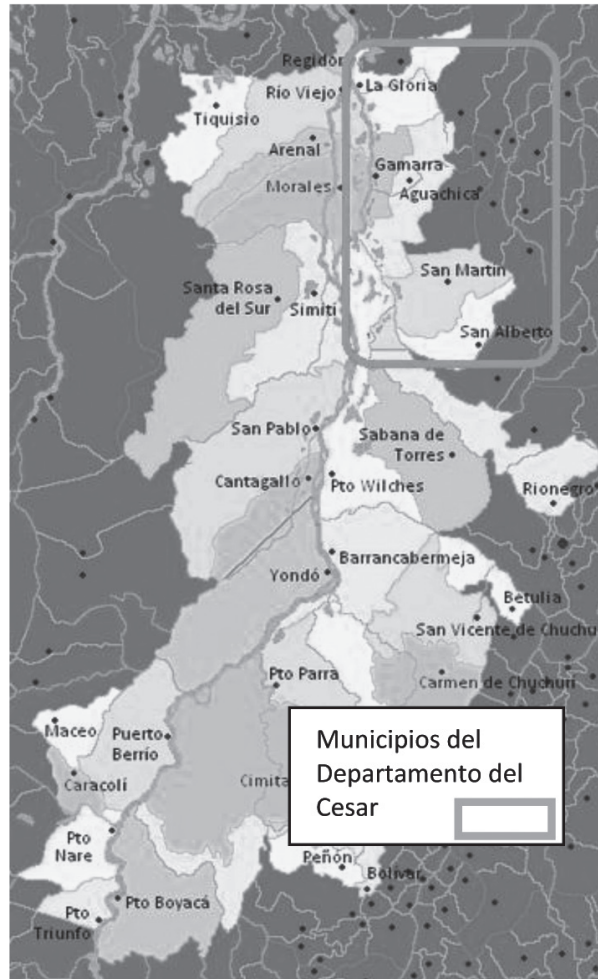 Regidor
Río Viejo
La Gloria
Tiquisio
Arenal
Gamarra
Morales
Aguachica
San Martín
Santa Rosa
del Sur
Simití
San Alberto
San Pablo
Sabana de
Torres
Cantagallo
Pto Wilches
Rionegro
Barrancabermeja
Yondó
Betulia
San Vicente de Chuchu
Pto Parra
Carmen de Chuchurí
Maceo
Puerto
Berrío
Caracolí
Cimita
Municipios del
Departamento del
Cesar
Pto
Nare
Peñón
Bolívar
Pto Boyacá
Pto
Triunfo